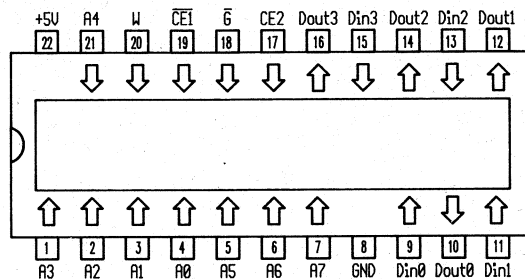 +5V A4 W C̅E̅1̅ G̅ CE2 Dout3 Din3 Dout2 Din2 Dout1
22 21 20 19 18 17 16 15 14 13 12
1 2 3 4 5 6 7 8 9 10 11
A3 A2 A1 A0 A5 A6 A7 GND Din0 Dout0 Din1